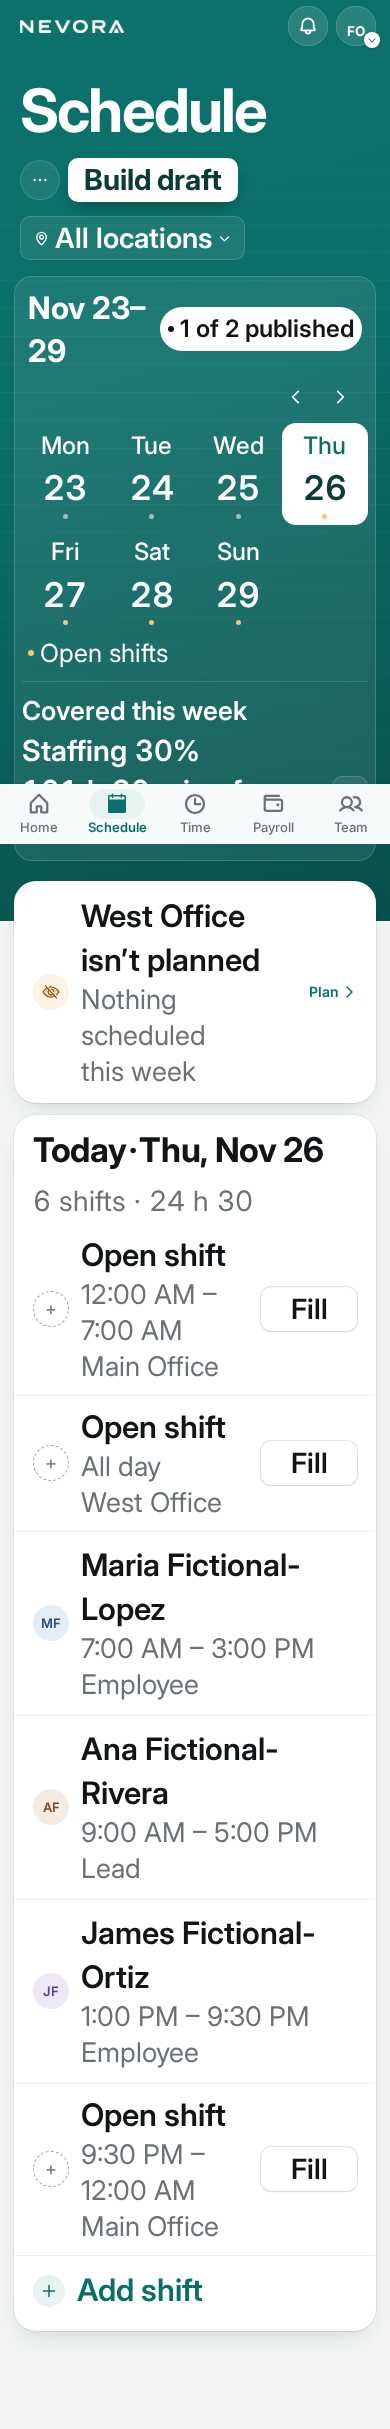 NEVORA
FO
Schedule
Build draft
All locations
Nov 23–
29
• 1 of 2 published
Mon
Tue
Wed
Thu
23
24
25
26
Fri
Sat
Sun
27
28
29
Open shifts
Covered this week
Staffing 30%
Home
Schedule
Time
Payroll
Team
West Office
isn't planned
Nothing
scheduled
this week
Plan
Today·Thu, Nov 26
6 shifts · 24 h 30
Open shift
12:00 AM –
7:00 AM
Main Office
Fill
Open shift
All day
West Office
Fill
MF
Maria Fictional-
Lopez
7:00 AM – 3:00 PM
Employee
AF
Ana Fictional-
Rivera
9:00 AM – 5:00 PM
Lead
JF
James Fictional-
Ortiz
1:00 PM – 9:30 PM
Employee
Open shift
9:30 PM –
12:00 AM
Main Office
Fill
Add shift